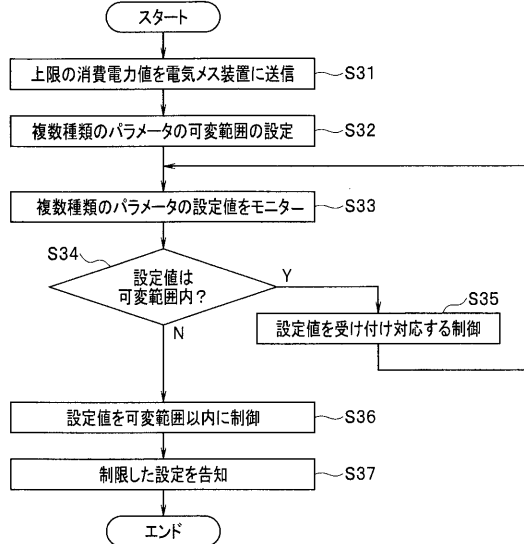 スタート
上限の消費電力値を電気メス装置に送信
S31
複数種類のパラメータの可変範囲の設定
S32
複数種類のパラメータの設定値をモニター
S33
S34
設定値は
可変範囲内?
Y
N
S35
設定値を受け付け対応する制御
設定値を可変範囲以内に制御
S36
制限した設定を告知
S37
エンド